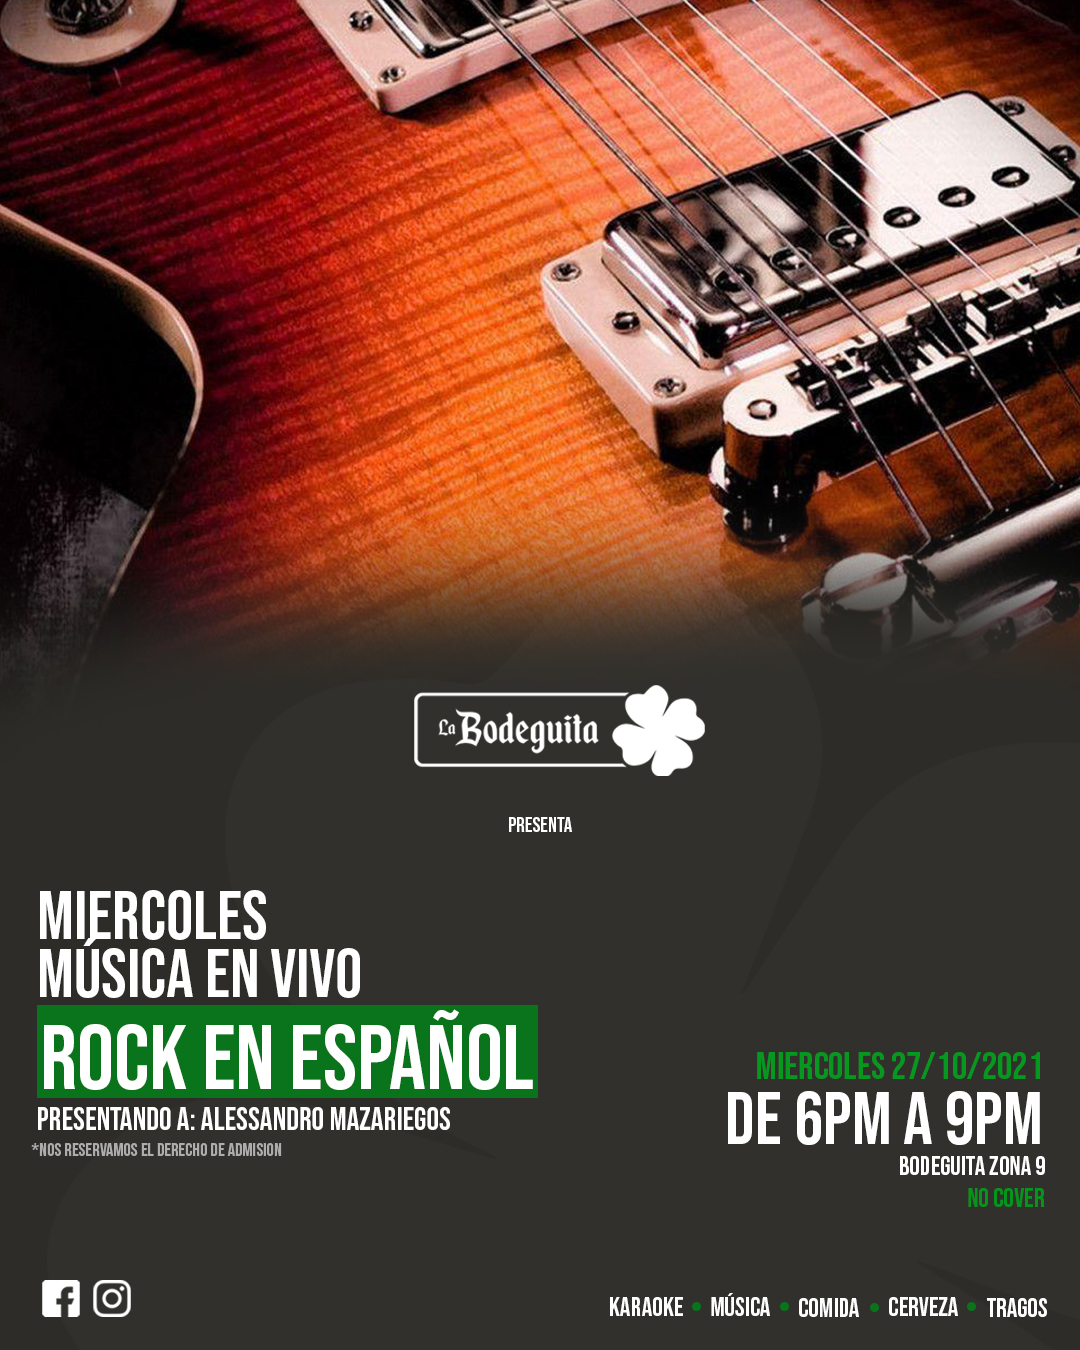 La Bodeguita
PRESENTA
MIERCOLES
MÚSICA EN VIVO
ROCK EN ESPAÑOL
PRESENTANDO A: ALESSANDRO MAZARIEGOS
*NOS RESERVAMOS EL DERECHO DE ADMISION
MIERCOLES 27/10/2021
DE 6PM A 9PM
BODEGUITA ZONA 9
NO COVER
KARAOKE • MÚSICA • COMIDA • CERVEZA • TRAGOS